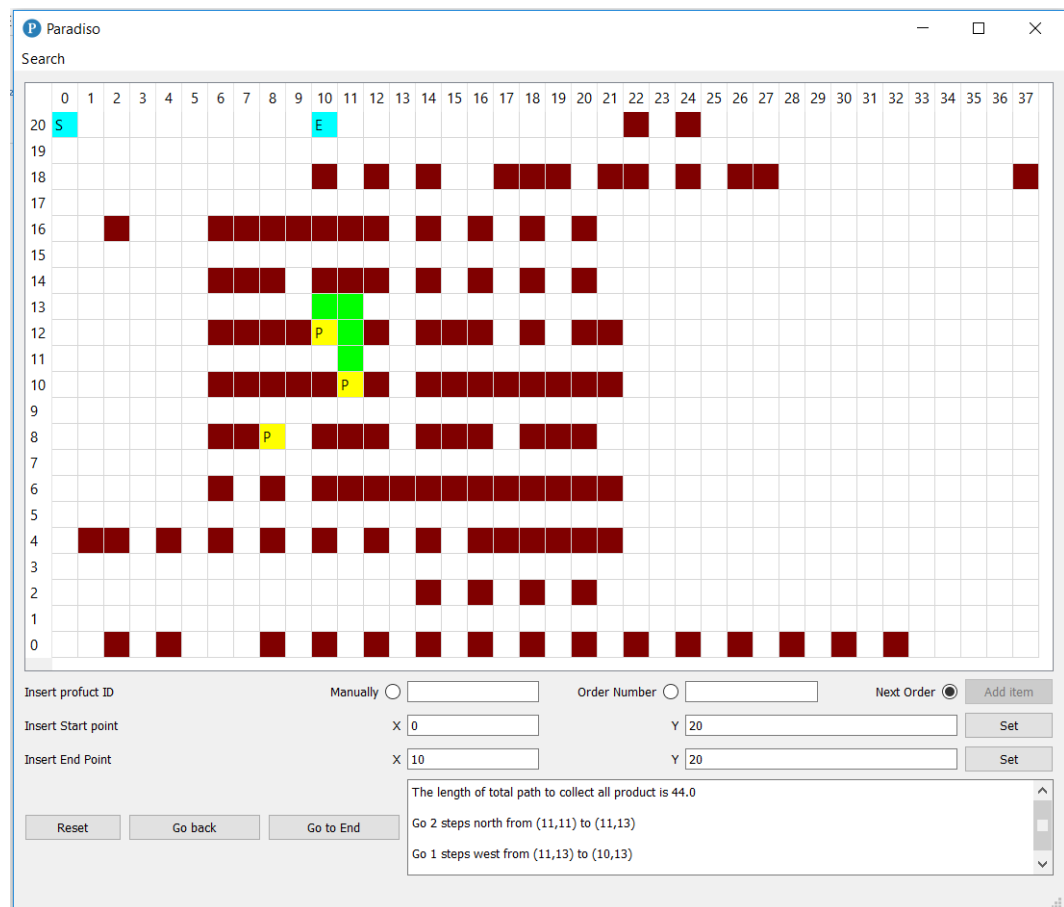 P Paradiso
Search
0 1 2 3 4 5 6 7 8 9 10 11 12 13 14 15 16 17 18 19 20 21 22 23 24 25 26 27 28 29 30 31 32 33 34 35 36 37
20 S E
19
18
17
16
15
14
13
12 P
11
10 P
9
8 P
7
6
5
4
3
2
1
0
Insert profuct ID Manually Order Number Next Order Add item
Insert Start point X 0 Y 20 Set
Insert End Point X 10 Y 20 Set
The length of total path to collect all product is 44.0
Reset Go back Go to End Go 2 steps north from (11,11) to (11,13)
Go 1 steps west from (11,13) to (10,13)